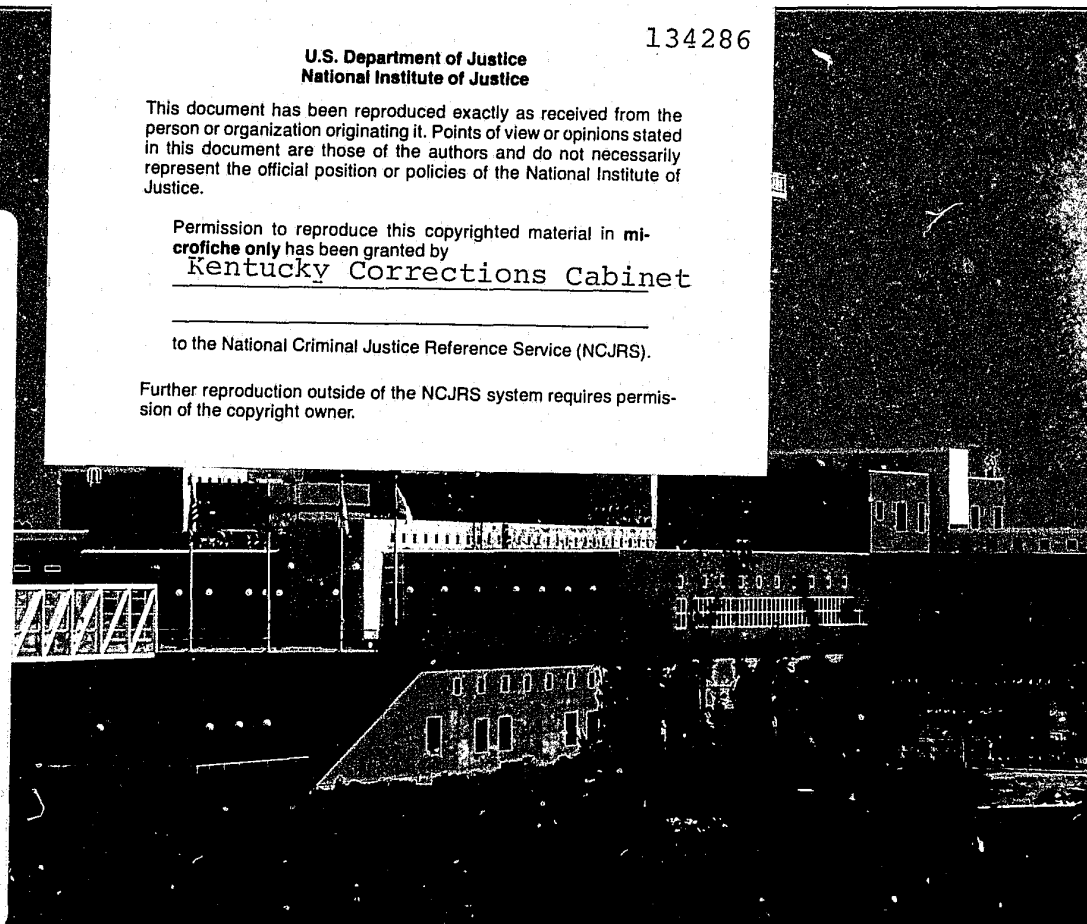 134286
U.S. Department of Justice
National Institute of Justice
This document has been reproduced exactly as received from the
person or organization originating it. Points of view or opinions stated
in this document are those of the authors and do not necessarily
represent the official position or policies of the National Institute of
Justice.
Permission to reproduce this copyrighted material in mi-
crofiche only has been granted by
Kentucky Corrections Cabinet
to the National Criminal Justice Reference Service (NCJRS).
Further reproduction outside of the NCJRS system requires permis-
sion of the copyright owner.